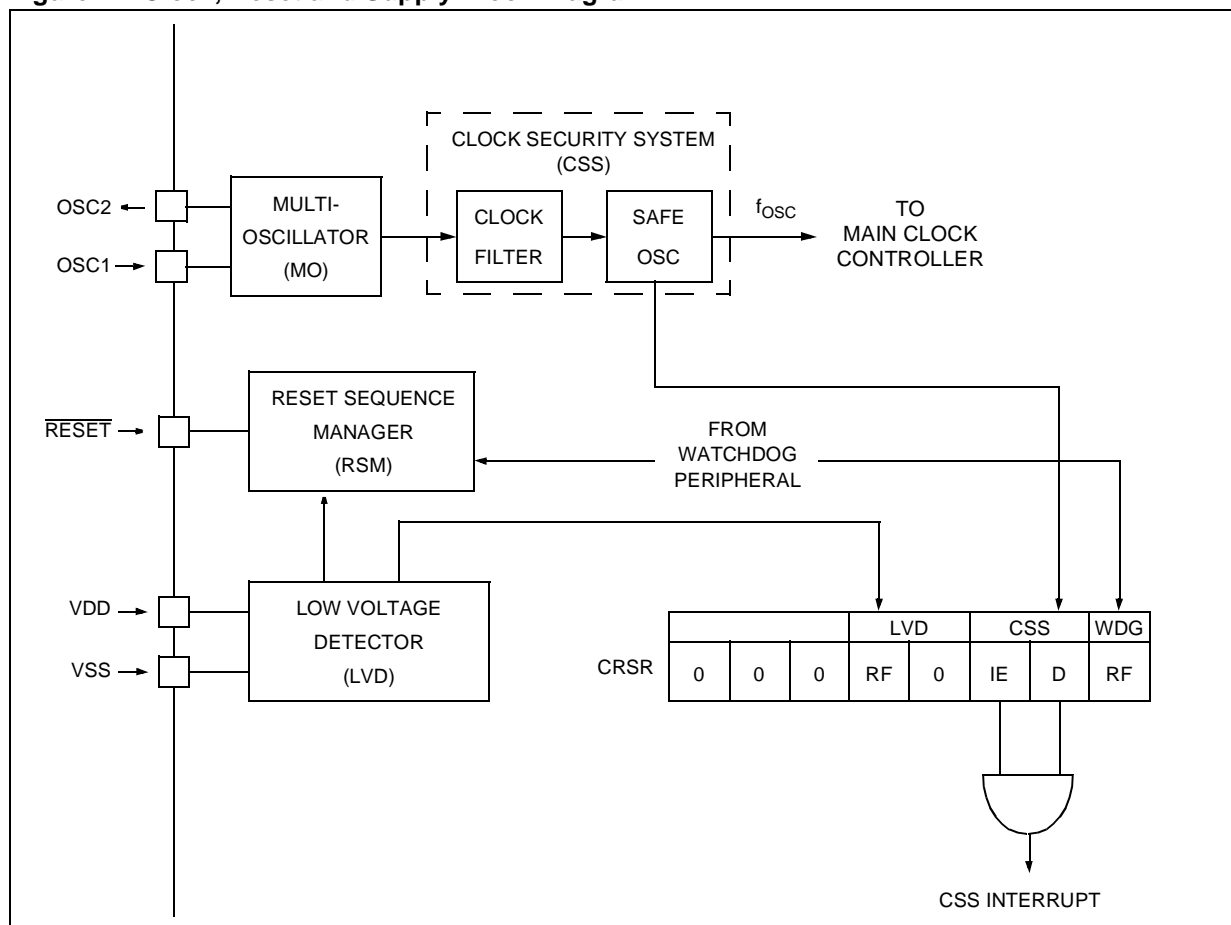 CLOCK SECURITY SYSTEM
(CSS)
OSC2
MULTI-
OSCILLATOR
(MO)
OSC1
CLOCK
FILTER
SAFE
OSC
fOSC
TO
MAIN CLOCK
CONTROLLER
RESET
RESET SEQUENCE
MANAGER
(RSM)
FROM
WATCHDOG
PERIPHERAL
VDD
VSS
LOW VOLTAGE
DETECTOR
(LVD)
LVD CSS WDG
CRSR 0 0 0 RF 0 IE D RF
CSS INTERRUPT